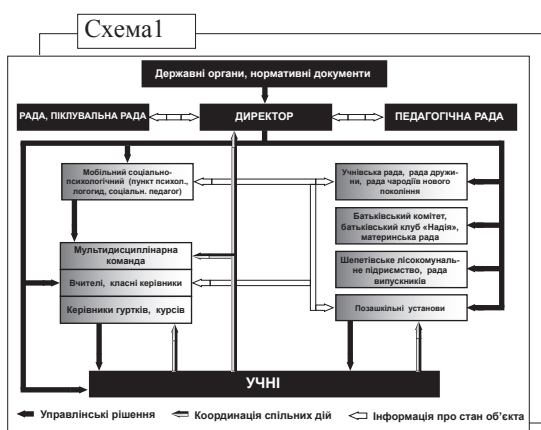 Схема1
Державні органи, нормативні документи
РАДА, ПІКЛУВАЛЬНА РАДА
ДИРЕКТОР
ПЕДАГОГІЧНА РАДА
Мобільний соціально-
психологічний (пункт психол.,
логогид, соціальн. педагог)
Учнівська рада, рада дружи-
ни, рада чародіїв нового
покоління
Батьківський комітет,
батьківський клуб «Надія»,
материнська рада
Мультидисциплінарна
команда
Вчителі, класні керівники
Керівники гуртків, курсів
Шепетівське лісокомуналь-
не підриємство, рада
випускників
Позашкільні установи
УЧНІ
Управлінські рішення
Координація спільних дій
Інформація про стан об’єкта